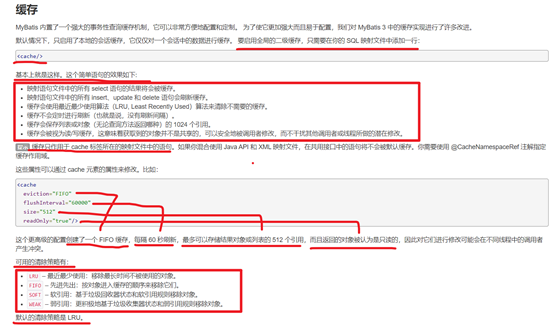 缓存
MyBatis 内置了一个强大的事务性查询缓存机制，它可以非常方便地配置和定制。 为了使它更加强大而且易于配置，我们对 MyBatis 3 中的缓存实现进行了许多改进。
默认情况下，只启用了本地的会话缓存，它仅仅对一个会话中的数据进行缓存。 要启用全局的二级缓存，只需要在你的 SQL 映射文件中添加一行：
<cache/>
基本上就是这样。这个简单语句的效果如下:
• 映射语句文件中的所有 select 语句的结果将会被缓存。
• 映射语句文件中的所有 insert、update 和 delete 语句会刷新缓存。
• 缓存会使用最近最少使用算法（LRU, Least Recently Used）算法来清除不需要的缓存。
• 缓存不会定时进行刷新（也就是说，没有刷新间隔）。
• 缓存会保存列表或对象（无论查询方法返回哪种）的 1024 个引用。
• 缓存会被视为读/写缓存，这意味着获取到的对象并不是共享的，可以安全地被调用者修改，而不干扰其他调用者或线程所做的潜在修改。
提示 缓存只作用于 cache 标签所在的映射文件中的语句。如果你混合使用 Java API 和 XML 映射文件，在共用接口中的语句将不会被默认缓存。你需要使用 @CacheNamespaceRef 注解指定
缓存作用域。
这些属性可以通过 cache 元素的属性来修改。比如：
<cache
eviction="FIFO"
flushInterval="60000"
size="512"
readOnly="true"/>
这个更高级的配置创建了一个 FIFO 缓存，每隔 60 秒刷新，最多可以存储结果对象或列表的 512 个引用，而且返回的对象被认为是只读的，因此对它们进行修改可能会在不同线程中的调用者
产生冲突。
可用的清除策略有：
• LRU – 最近最少使用：移除最长时间不被使用的对象。
• FIFO – 先进先出：按对象进入缓存的顺序来移除它们。
• SOFT – 软引用：基于垃圾回收器状态和软引用规则移除对象。
• WEAK – 弱引用：更积极地基于垃圾收集器状态和弱引用规则移除对象。
默认的清除策略是 LRU。